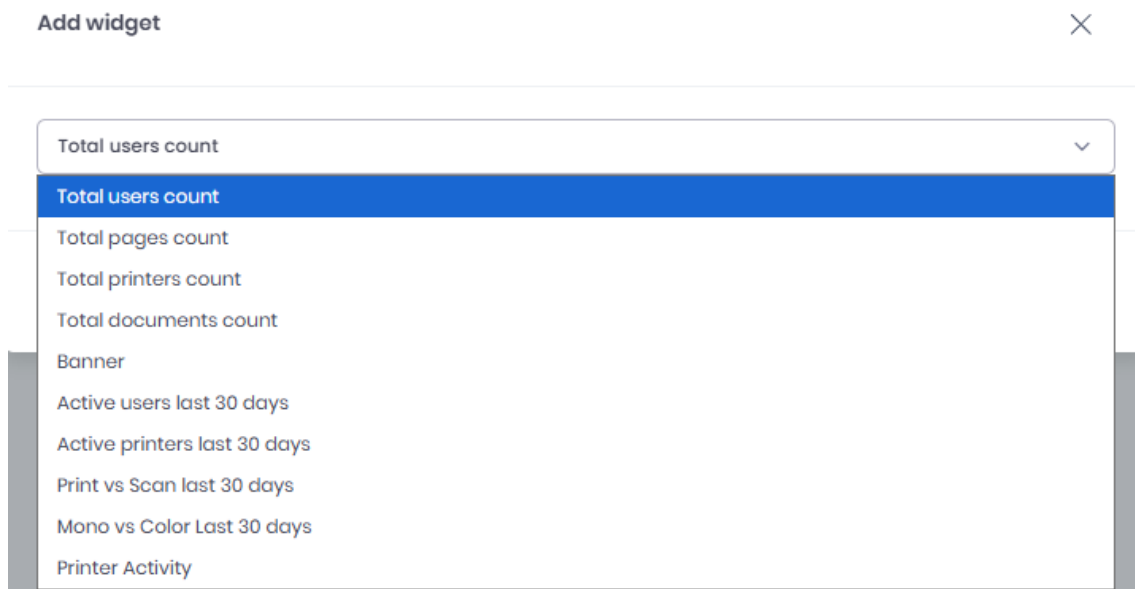 Add widget
Total users count
Total users count
Total pages count
Total printers count
Total documents count
Banner
Active users last 30 days
Active printers last 30 days
Print vs Scan last 30 days
Mono vs Color Last 30 days
Printer Activity